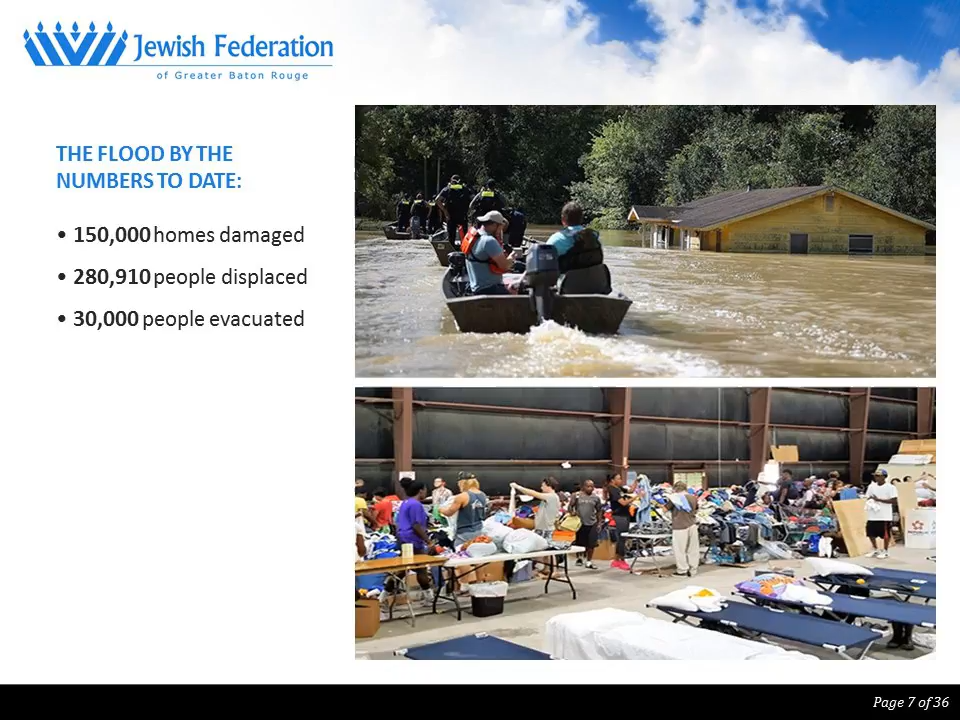 Jewish Federation
of Greater Baton Rouge
THE FLOOD BY THE
NUMBERS TO DATE:
• 150,000 homes damaged
• 280,910 people displaced
• 30,000 people evacuated
Page 7 of 36